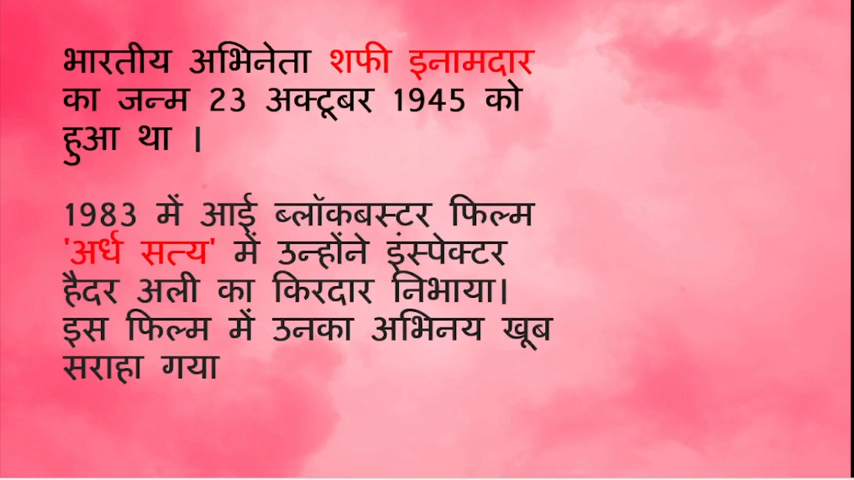 भारतीय अभिनेता शफी इनामदार
का जन्म 23 अक्टूबर 1945 को
हुआ था ।
1983 में आई ब्लॉकबस्टर फिल्म
'अर्ध सत्य' में उन्होंने इंस्पेक्टर
हैदर अली का किरदार निभाया।
इस फिल्म में उनका अभिनय खूब
सराहा गया